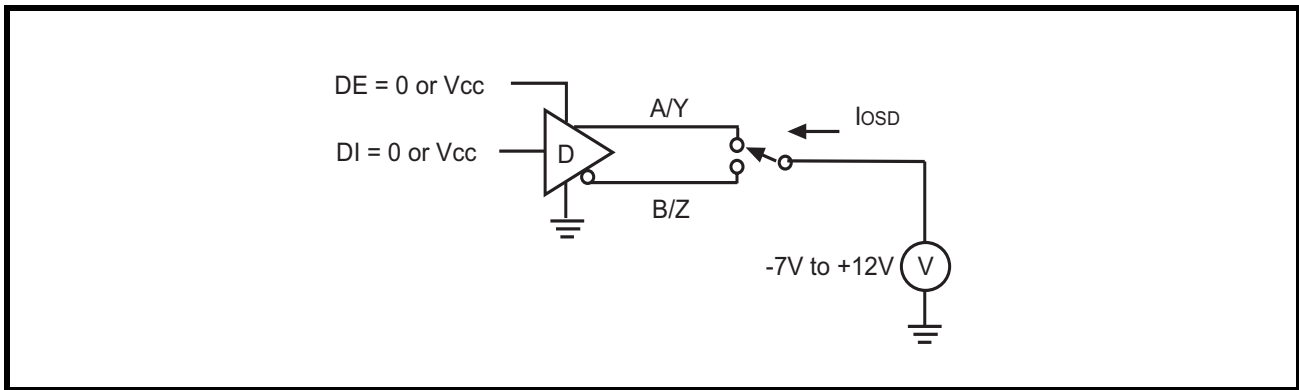 DE = 0 or Vcc
A/Y
IOSD
DI = 0 or Vcc
D
B/Z
-7V to +12V
V